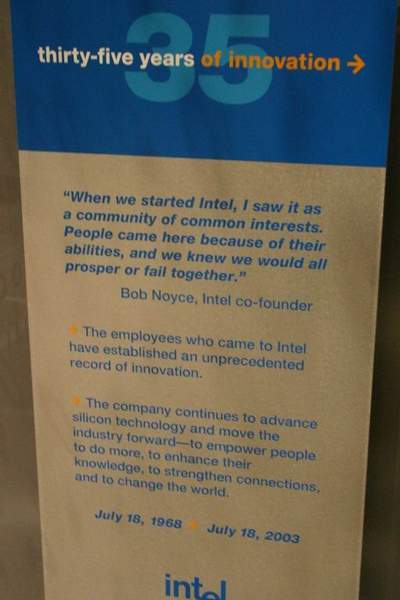 35
thirty-five years of innovation →
“When we started Intel, I saw it as
a community of common interests.
People came here because of their
abilities, and we knew we would all
prosper or fail together.”
Bob Noyce, Intel co-founder
The employees who came to Intel
have established an unprecedented
record of innovation.
The company continues to advance
silicon technology and move the
industry forward—to empower people
to do more, to enhance their
knowledge, to strengthen connections,
and to change the world.
July 18, 1968 July 18, 2003
intel